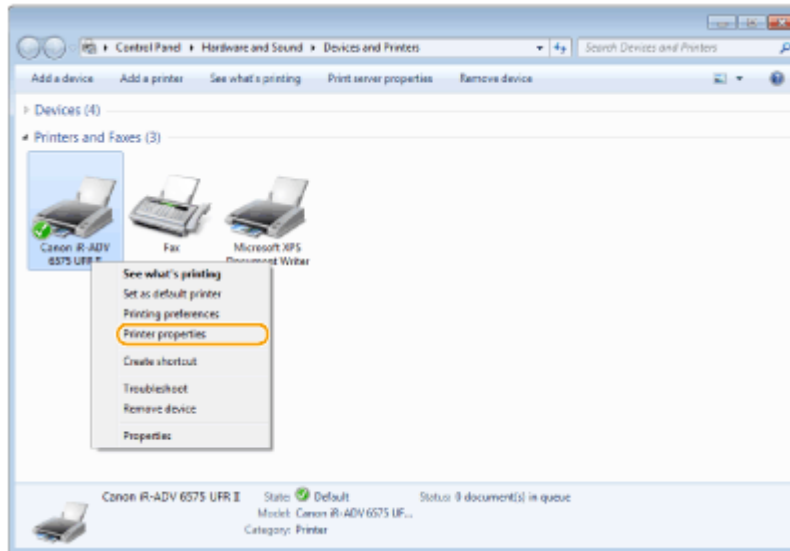 Control Panel ▸ Hardware and Sound ▸ Devices and Printers
Search Devices and Printers
Add a device Add a printer See what's printing Print server properties Remove device
Devices (4)
Printers and Faxes (3)
Canon iR-ADV
6575 UFR II
Fax
Microsoft XPS
Document Writer
See what's printing
Set as default printer
Printing preferences
Printer properties
Create shortcut
Troubleshoot
Remove device
Properties
Canon iR-ADV 6575 UFR II State: Default Status: 0 document(s) in queue
Model: Canon iR-ADV 6575 UF...
Category: Printer